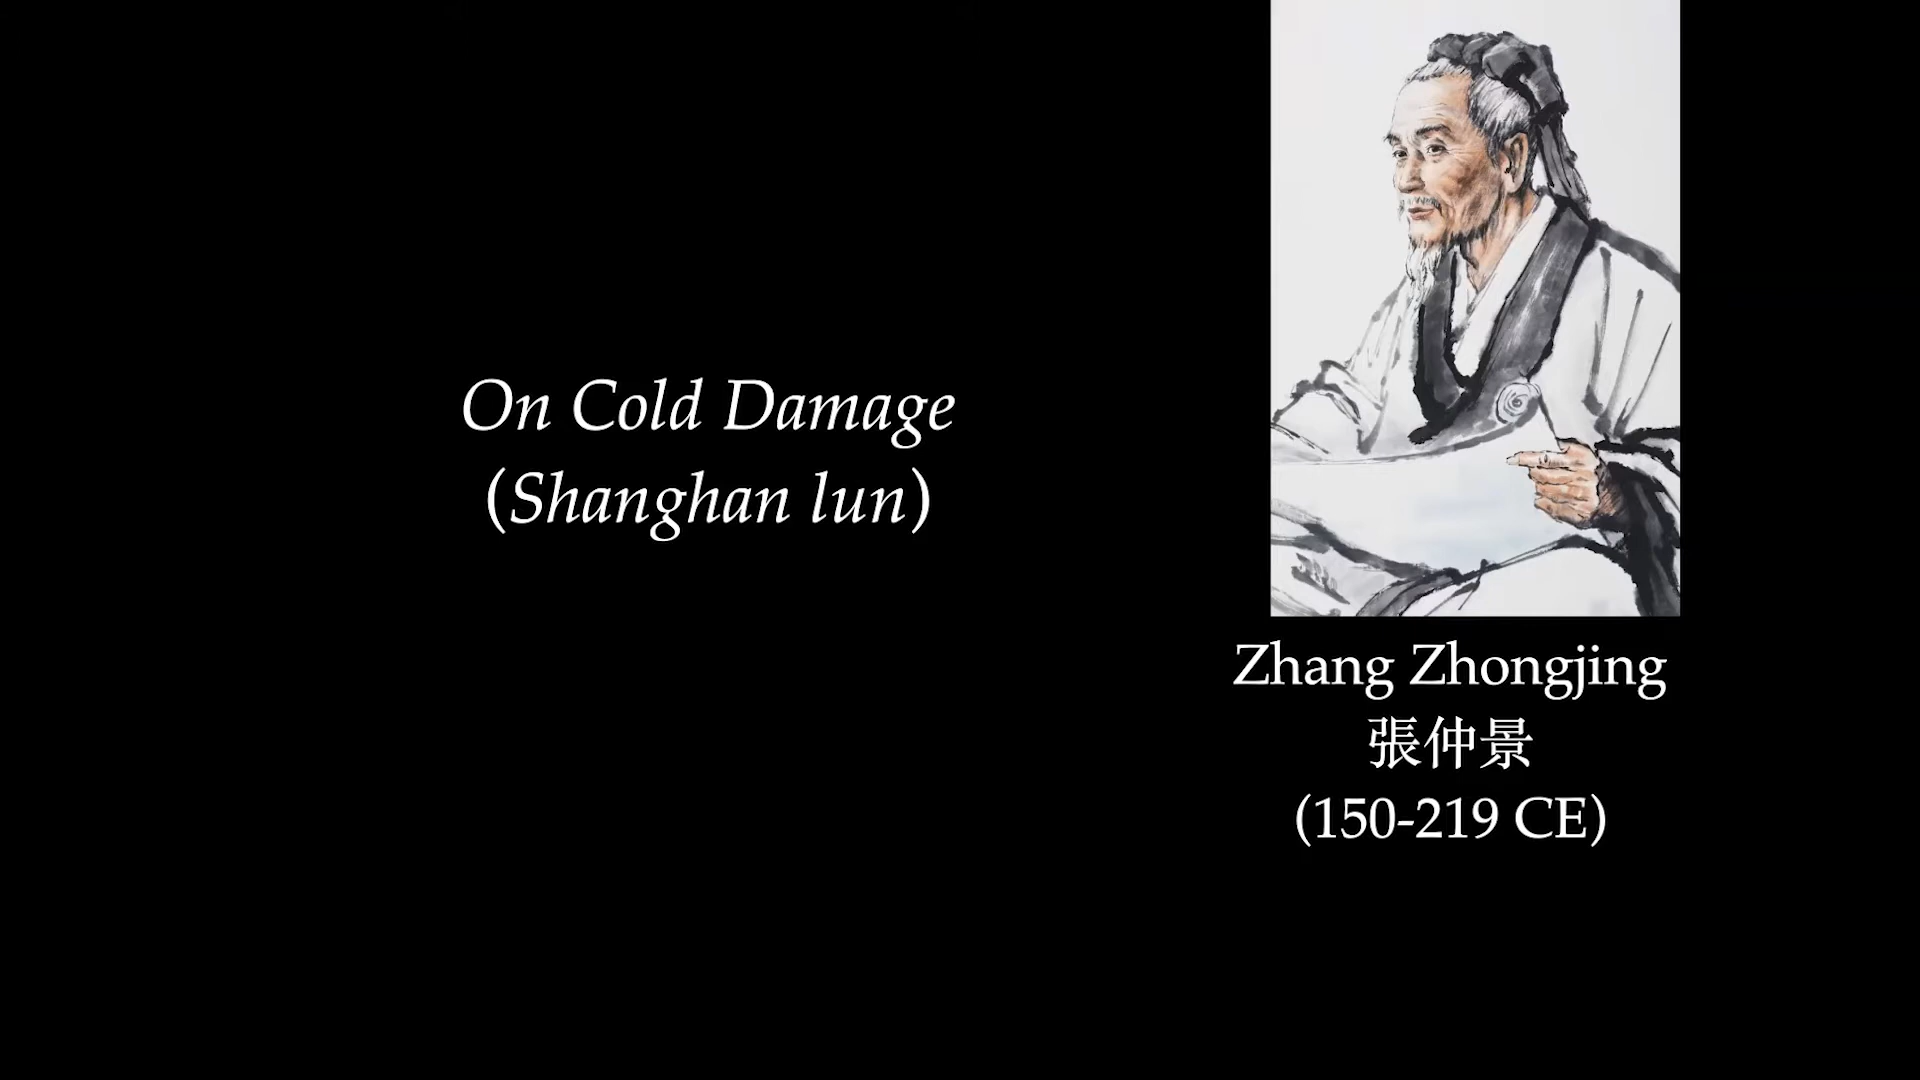 On Cold Damage
(Shanghan lun)
Zhang Zhongjing
張仲景
(150-219 CE)